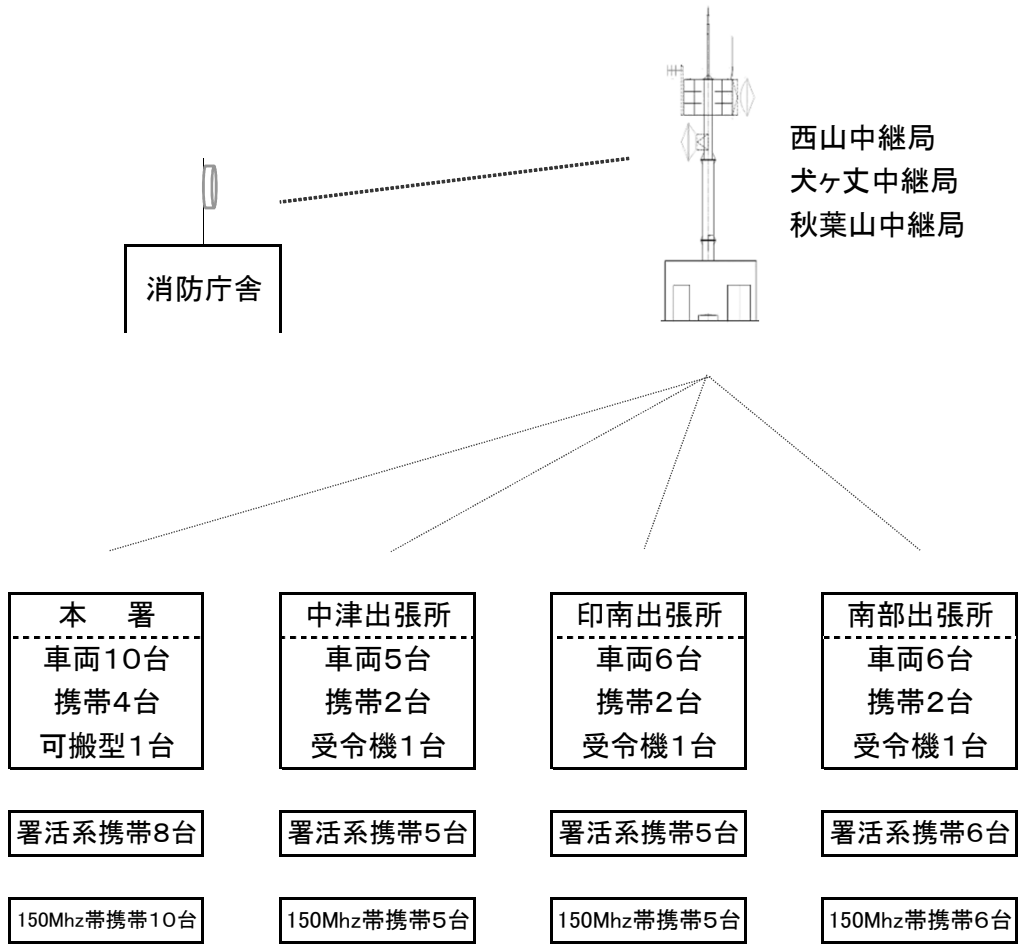 西山中継局
犬ヶ丈中継局
秋葉山中継局
消防庁舎
本 署
車両10台
携帯4台
可搬型1台
中津出張所
車両5台
携帯2台
受令機1台
印南出張所
車両6台
携帯2台
受令機1台
南部出張所
車両6台
携帯2台
受令機1台
署活系携帯8台
署活系携帯5台
署活系携帯5台
署活系携帯6台
150Mhz帯携帯10台
150Mhz帯携帯5台
150Mhz帯携帯5台
150Mhz帯携帯6台